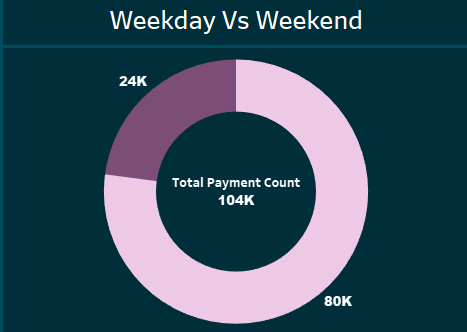 Weekday Vs Weekend
24K
Total Payment Count
104K
80K